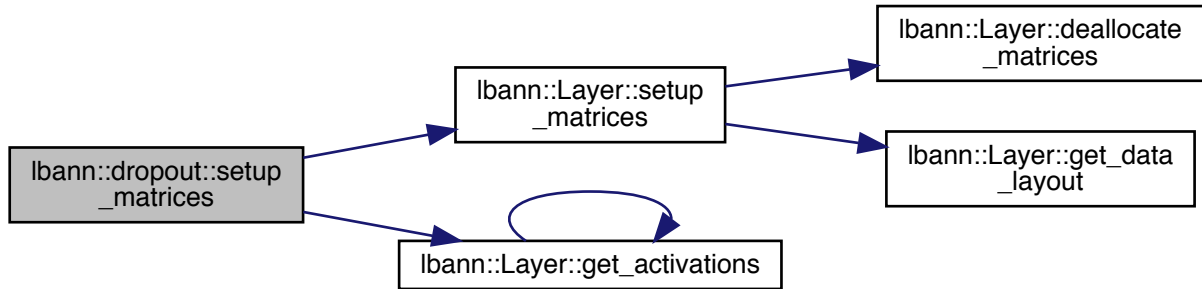 lbann::dropout::setup
_matrices
lbann::Layer::setup
_matrices
lbann::Layer::deallocate
_matrices
lbann::Layer::get_data
_layout
lbann::Layer::get_activations